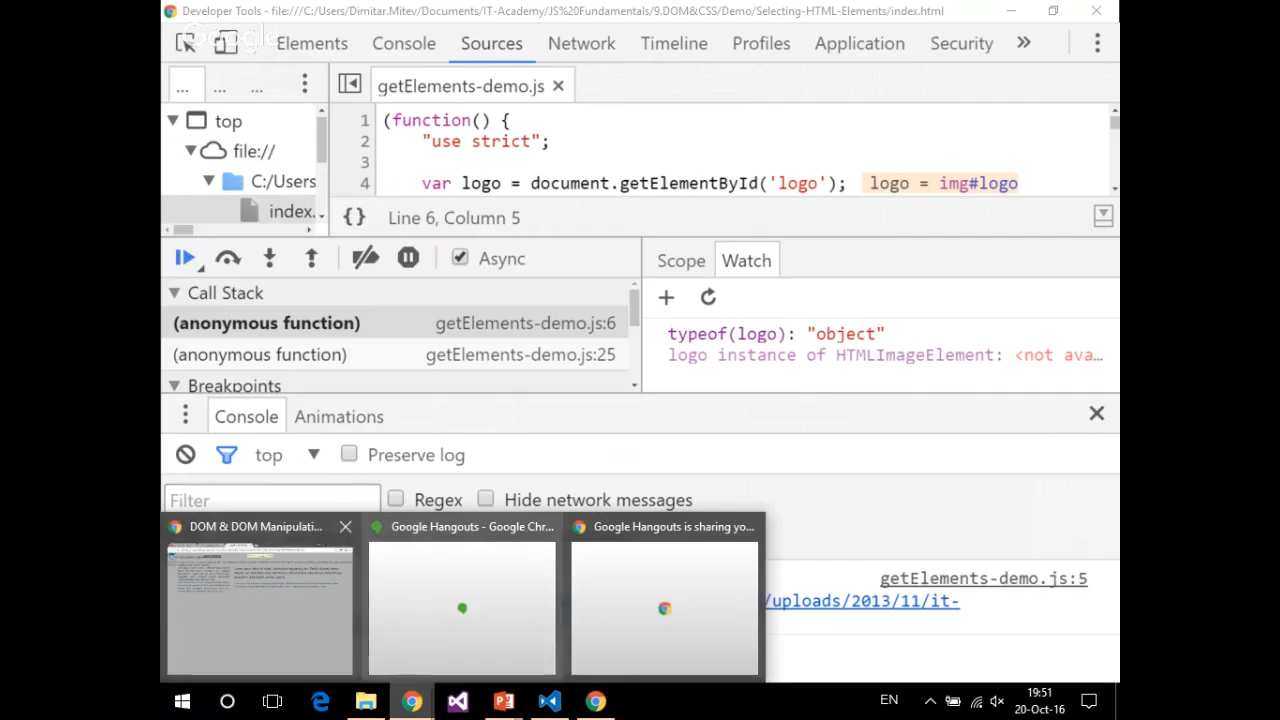 Developer Tools - file:///C:/Users/Dimitar.Mitev/Documents/IT-Academy/JS%20Fundamentals/9.DOM&CSS/Demo/Selecting-HTML-Elements/index.html
Google
Elements Console Sources Network Timeline Profiles Application Security »
... ... ... getElements-demo.js ×
top
file://
C:/Users
index.
1 (function() {
2 "use strict";
3
4 var logo = document.getElementById('logo'); logo = img#logo
{} Line 6, Column 5
Async
Scope Watch
Call Stack
(anonymous function) getElements-demo.js:6
(anonymous function) getElements-demo.js:25
Breakpoints
typeof(logo): "object"
logo instance of HTMLImageElement: <not ava…
Console Animations
top Preserve log
Filter Regex Hide network messages
DOM & DOM Manipulati... Google Hangouts - Google Chr... Google Hangouts is sharing yo...
getElements-demo.js:5
/uploads/2013/11/it-
EN
19:51
20-Oct-16